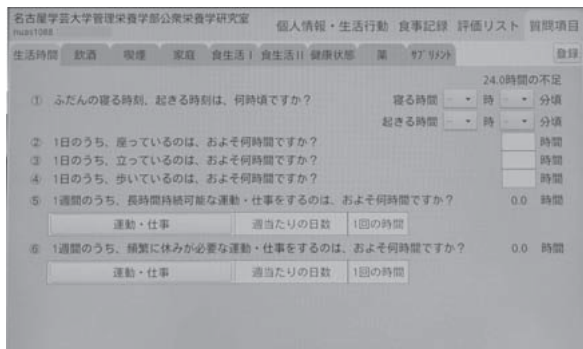 名古屋学芸大学管理栄養学部公衆栄養学研究室
nuas1088
個人情報・生活行動 食事記録 評価リスト 質問項目
生活時間 飲酒 喫煙 家庭 食生活Ⅰ 食生活Ⅱ 健康状態 薬 サプリメント 登録
24.0時間の不足
① ふだんの寝る時刻、起きる時刻は、何時頃ですか? 寝る時間 - 時 - 分頃
起きる時間 - 時 - 分頃
② 1日のうち、座っているのは、およそ何時間ですか? 時間
③ 1日のうち、立っているのは、およそ何時間ですか? 時間
④ 1日のうち、歩いているのは、およそ何時間ですか? 時間
⑤ 1週間のうち、長時間持続可能な運動・仕事をするのは、およそ何時間ですか? 0.0 時間
運動・仕事 週当たりの日数 1回の時間
⑥ 1週間のうち、頻繁に休みが必要な運動・仕事をするのは、およそ何時間ですか? 0.0 時間
運動・仕事 週当たりの日数 1回の時間